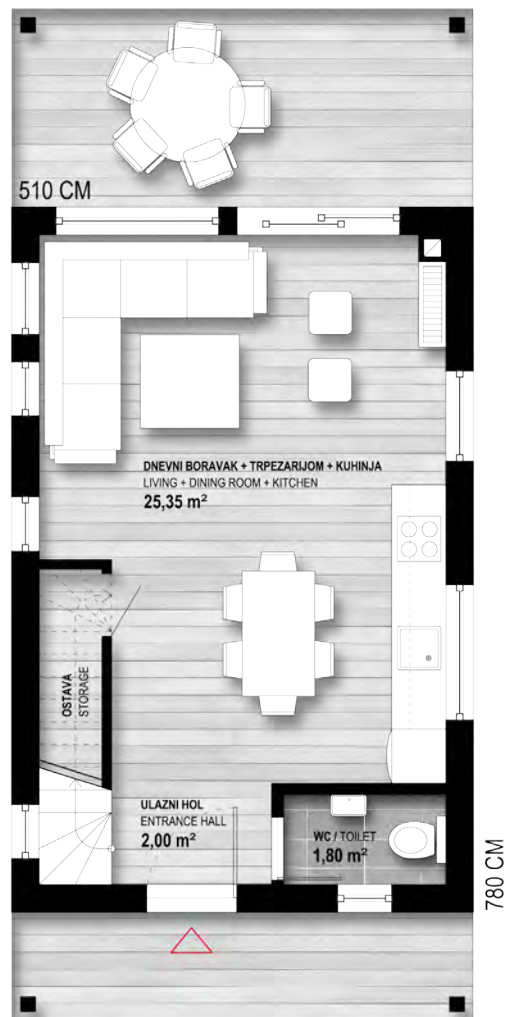 510 CM
DNEVNI BORAVAK + TRPEZARIJOM + KUHINJA
LIVING + DINING ROOM + KITCHEN
25,35 m²
OSTAVA
STORAGE
ULAZNI HOL
ENTRANCE HALL
2,00 m²
WC / TOILET
1,80 m²
780 CM